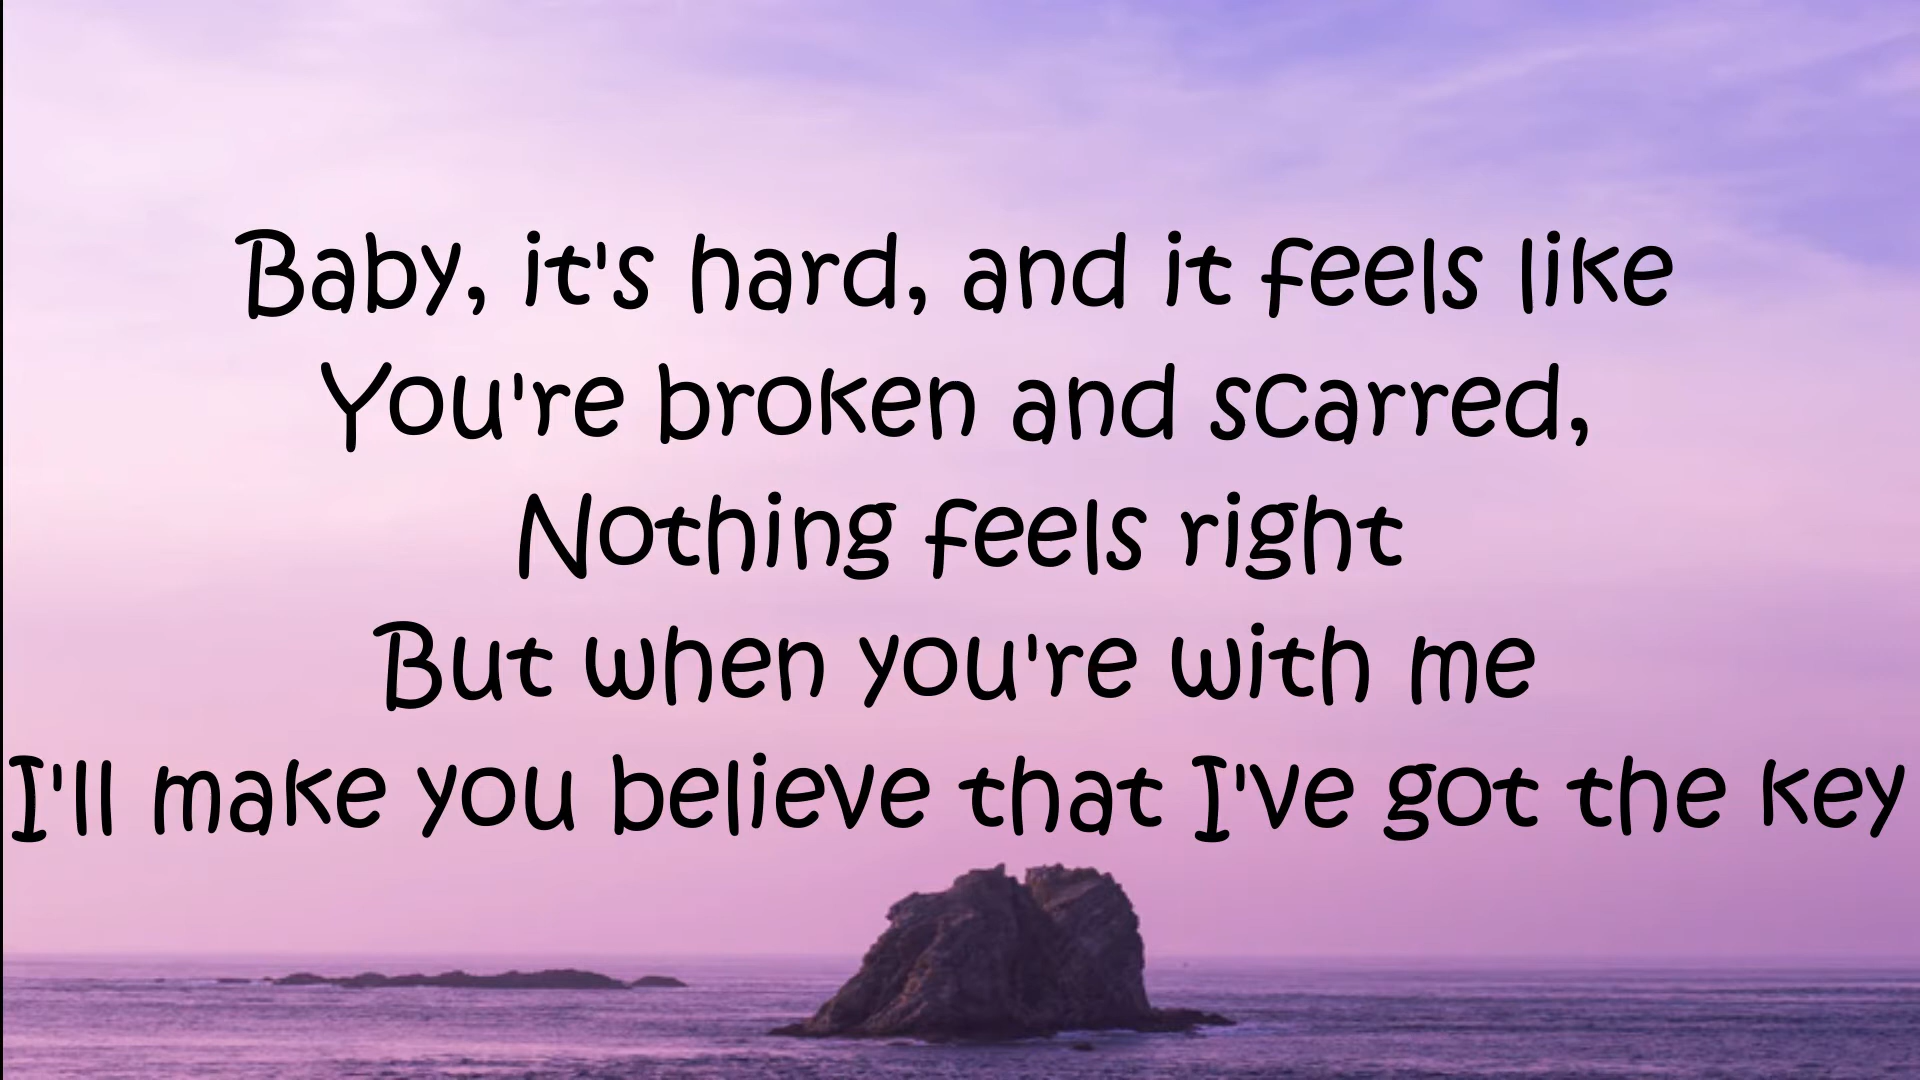 Baby, it's hard, and it feels like
You're broken and scarred,
Nothing feels right
But when you're with me
I'll make you believe that I've got the key